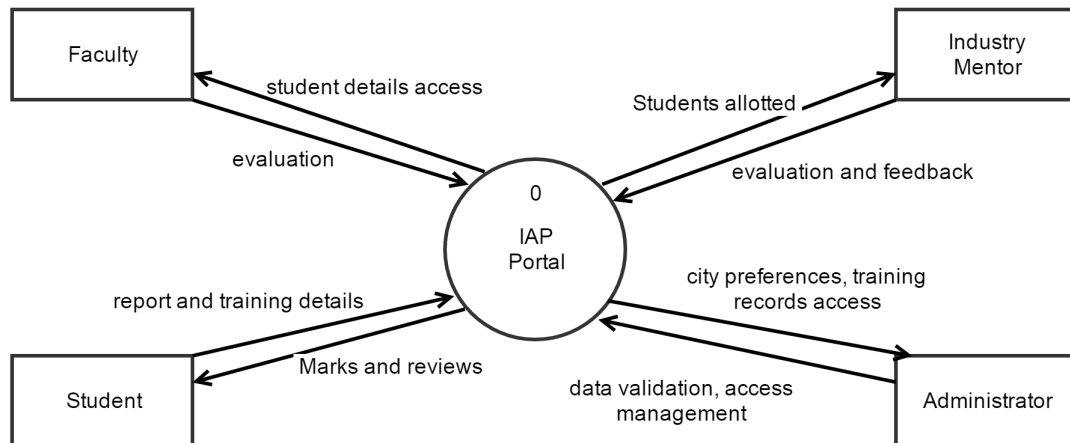 Faculty
Industry
Mentor
student details access
Students allotted
evaluation
evaluation and feedback
0
IAP
Portal
city preferences, training
records access
report and training details
Marks and reviews
data validation, access
management
Student
Administrator